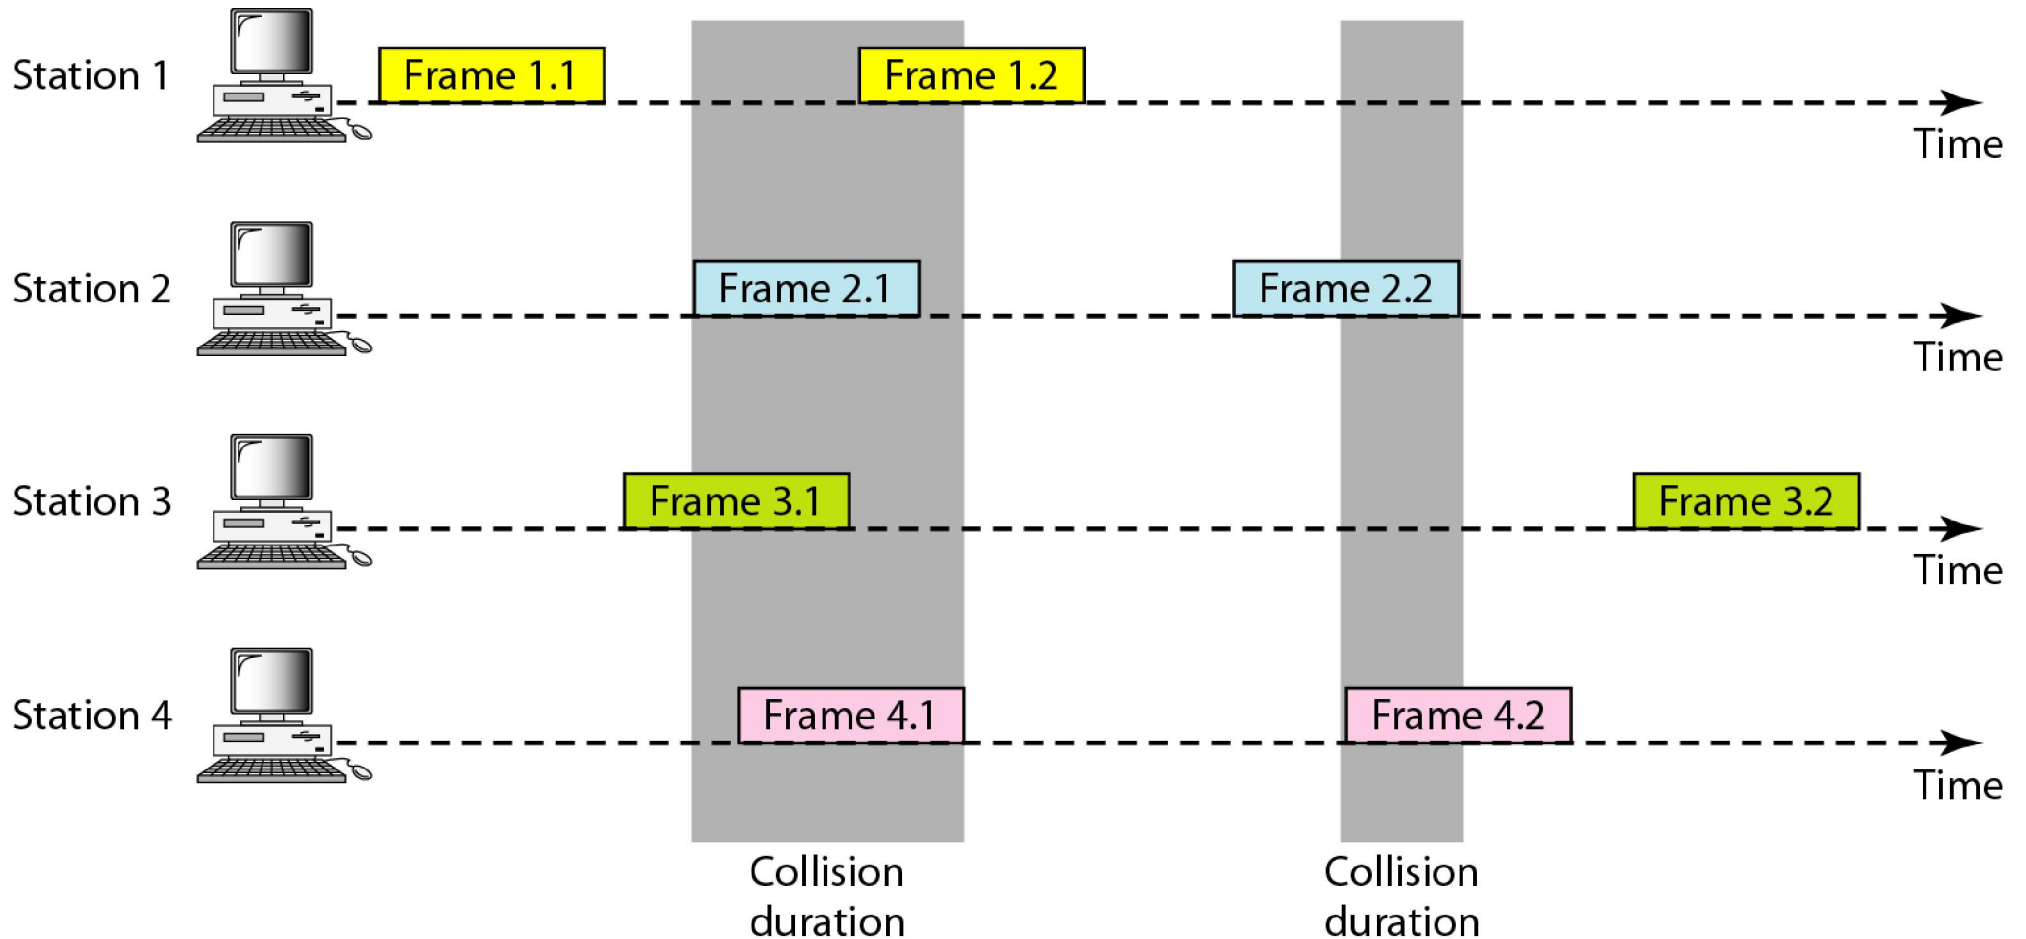 Station 1
Frame 1.1
Frame 1.2
Time
Station 2
Frame 2.1
Frame 2.2
Time
Station 3
Frame 3.1
Frame 3.2
Time
Station 4
Frame 4.1
Frame 4.2
Time
Collision
duration
Collision
duration